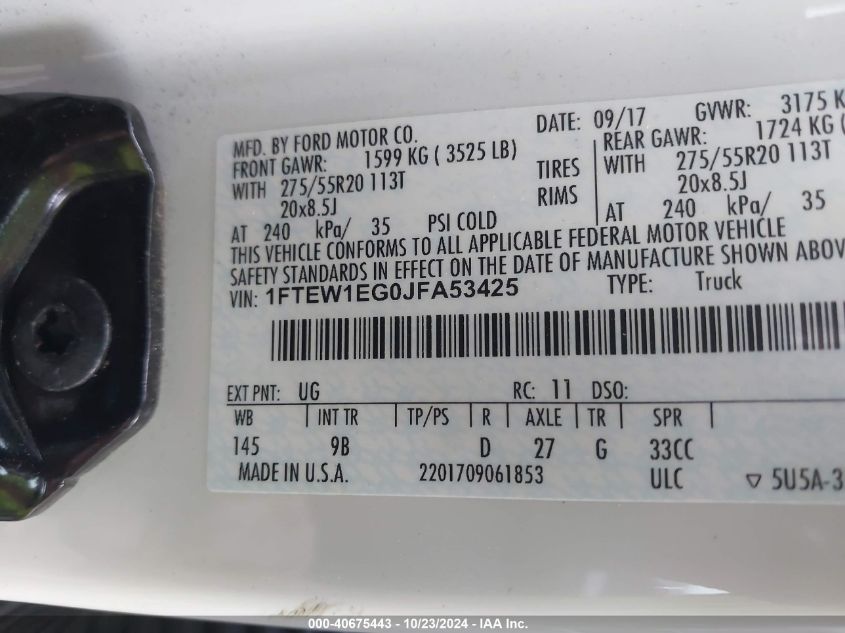 MFD. BY FORD MOTOR CO. DATE: 09/17 GVWR: 3175 K
FRONT GAWR: 1599 KG ( 3525 LB) REAR GAWR: 1724 KG (
WITH 275/55R20 113T TIRES WITH 275/55R20 113T
20x8.5J RIMS 20x8.5J
AT 240 kPa/ 35 PSI COLD AT 240 kPa/ 35
THIS VEHICLE CONFORMS TO ALL APPLICABLE FEDERAL MOTOR VEHICLE
SAFETY STANDARDS IN EFFECT ON THE DATE OF MANUFACTURE SHOWN ABOV
VIN: 1FTEW1EG0JFA53425 TYPE: Truck
EXT PNT: UG RC: 11 DSO:
WB INT TR TP/PS R AXLE TR SPR
145 9B D 27 G 33CC
MADE IN U.S.A. 2201709061853 ULC ▽ 5U5A-3
000-40675443 - 10/23/2024 - IAA Inc.